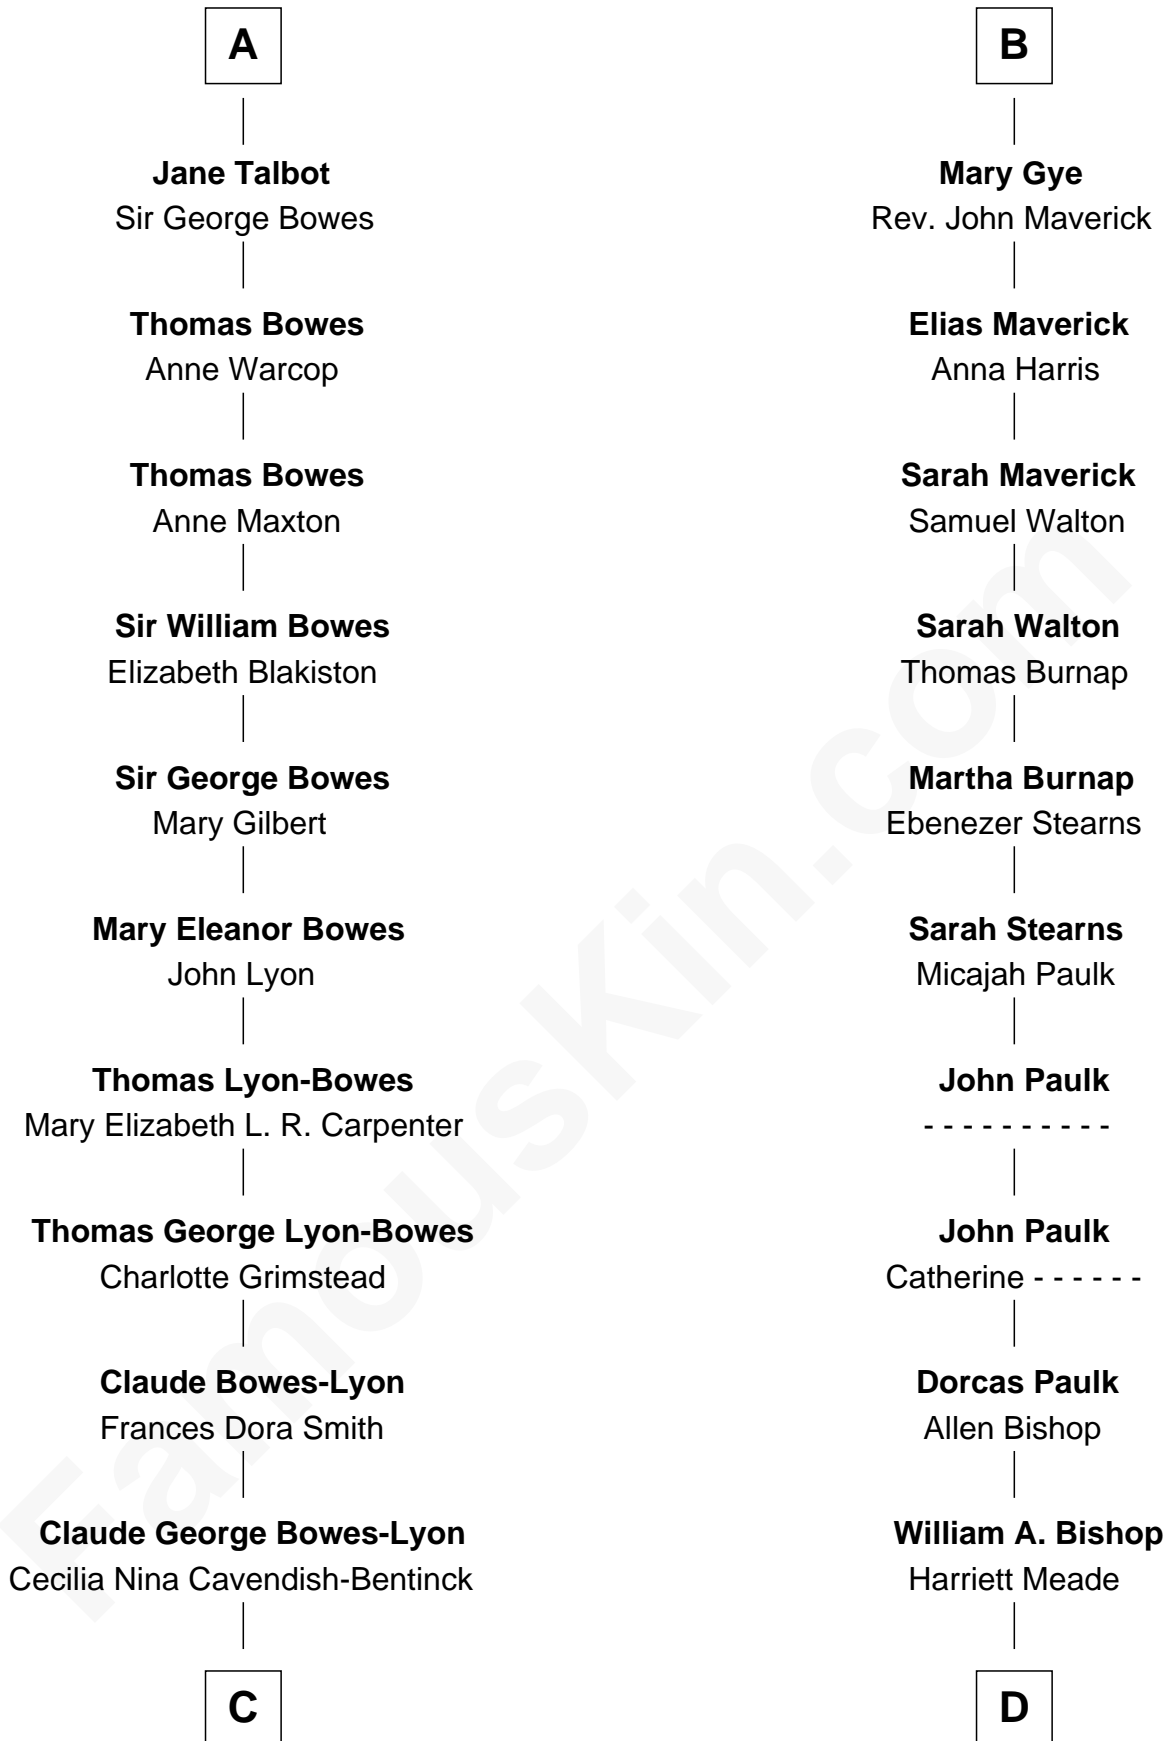 A
Jane Talbot
Sir George Bowes
Thomas Bowes
Anne Warcop
Thomas Bowes
Anne Maxton
Sir William Bowes
Elizabeth Blakiston
Sir George Bowes
Mary Gilbert
Mary Eleanor Bowes
John Lyon
Thomas Lyon-Bowes
Mary Elizabeth L. R. Carpenter
Thomas George Lyon-Bowes
Charlotte Grimstead
Claude Bowes-Lyon
Frances Dora Smith
Claude George Bowes-Lyon
Cecilia Nina Cavendish-Bentinck
C
B
Mary Gye
Rev. John Maverick
Elias Maverick
Anna Harris
Sarah Maverick
Samuel Walton
Sarah Walton
Thomas Burnap
Martha Burnap
Ebenezer Stearns
Sarah Stearns
Micajah Paulk
John Paulk
- - - - - - - - - -
John Paulk
Catherine - - - - - -
Dorcas Paulk
Allen Bishop
William A. Bishop
Harriett Meade
D
FamousKin.com